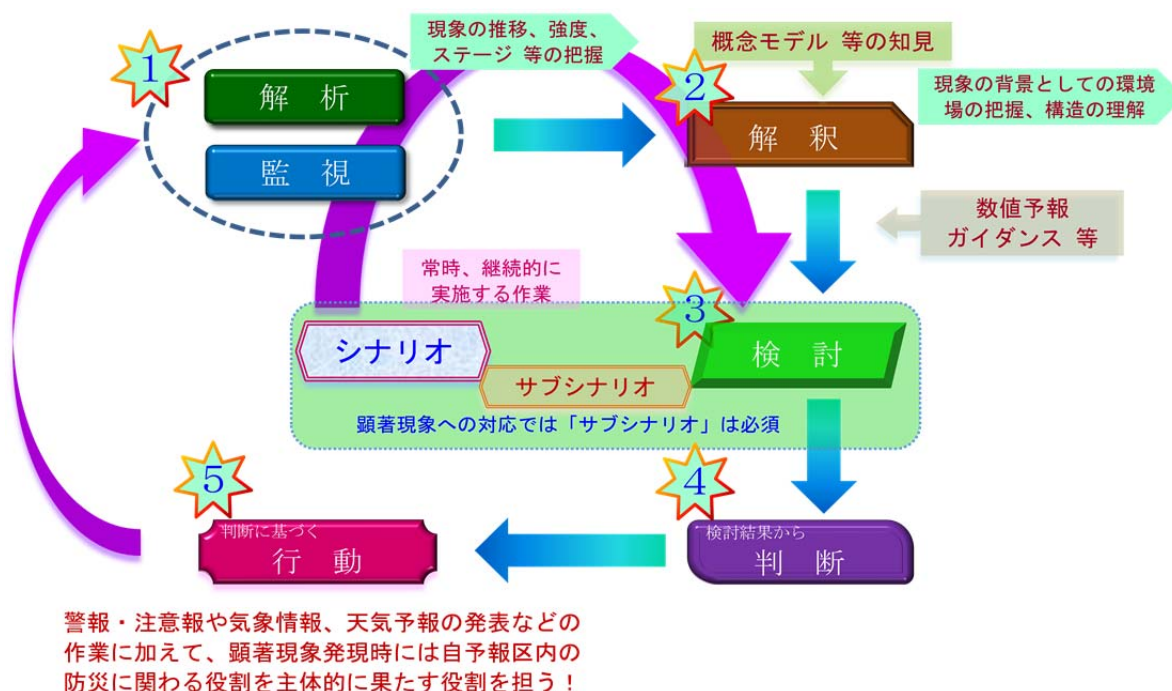 1
解 析
監 視
現象の推移、強度、
ステージ 等の把握
2
概念モデル 等の知見
解 釈
現象の背景としての環境
場の把握、構造の理解
数値予報
ガイダンス 等
常時、継続的に
実施する作業
3
シナリオ
サブシナリオ
検 討
顕著現象への対応では「サブシナリオ」は必須
4
検討結果から
判 断
5
判断に基づく
行 動
警報・注意報や気象情報、天気予報の発表などの
作業に加えて、顕著現象発現時には自予報区内の
防災に関わる役割を主体的に果たす役割を担う！